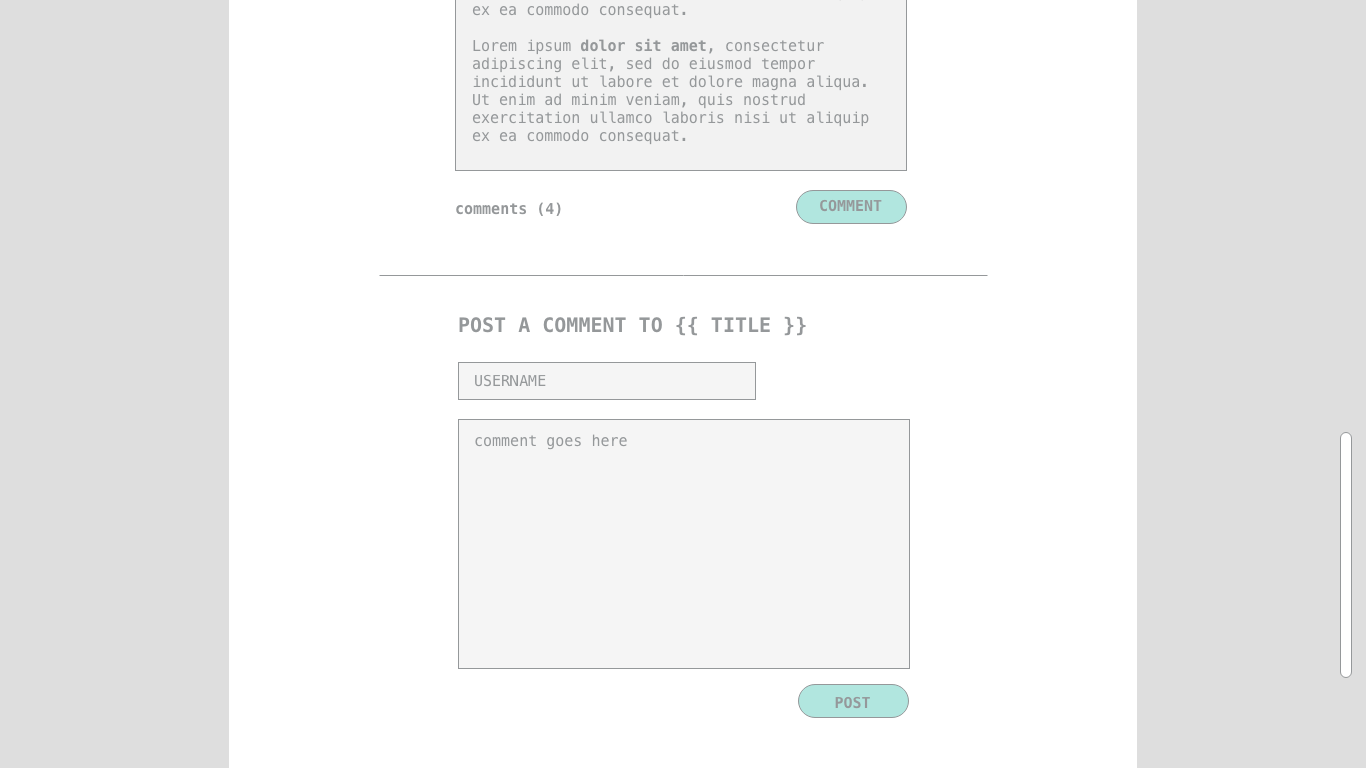 ex ea commodo consequat.
Lorem ipsum dolor sit amet, consectetur
adipiscing elit, sed do eiusmod tempor
incididunt ut labore et dolore magna aliqua.
Ut enim ad minim veniam, quis nostrud
exercitation ullamco laboris nisi ut aliquip
ex ea commodo consequat.
comments (4)
COMMENT
POST A COMMENT TO {{ TITLE }}
USERNAME
comment goes here
POST